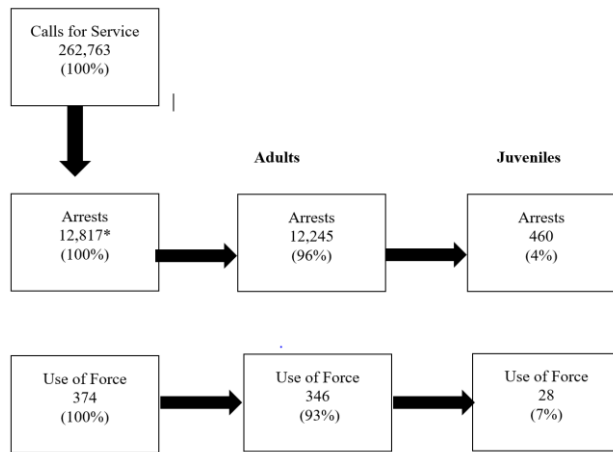 Calls for Service
262,763
(100%)
Adults
Juveniles
Arrests
12,817*
(100%)
Arrests
12,245
(96%)
Arrests
460
(4%)
Use of Force
374
(100%)
Use of Force
346
(93%)
Use of Force
28
(7%)